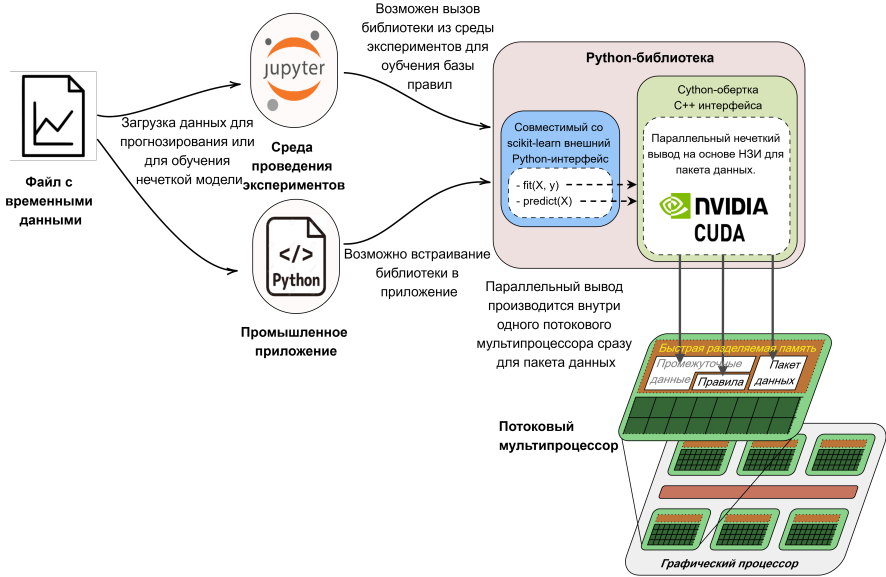 Файл с
временными
данными
Загрузка данных для
прогнозирования или
для обучения
нечеткой модели
jupyter
Среда
проведения
экспериментов
</>
Python
Промышленное
приложение
Возможен вызов
библиотеки из среды
экспериментов для
оубчения базы
правил
Возможно встраивание
библиотеки в
приложение
Python-библиотека
Совместимый со
scikit-learn внешний
Python-интерфейс
- fit(X, y)
- predict(X)
Cython-обертка
C++ интерфейса
Параллельный нечеткий
вывод на основе НЗИ для
пакета данных.
NVIDIA
CUDA
Параллельный вывод
производится внутри
одного потокового
мультипроцессора сразу
для пакета данных
Быстрая разделяемая память
Промежуточные
данные
Правила
Пакет
данных
Потоковый
мультипроцессор
Графический процессор